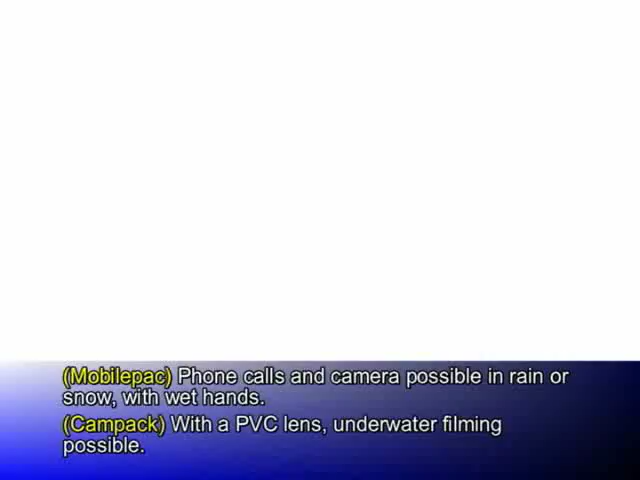 (Mobilepac) Phone calls and camera possible in rain or
snow, with wet hands.
(Campack) With a PVC lens, underwater filming
possible.